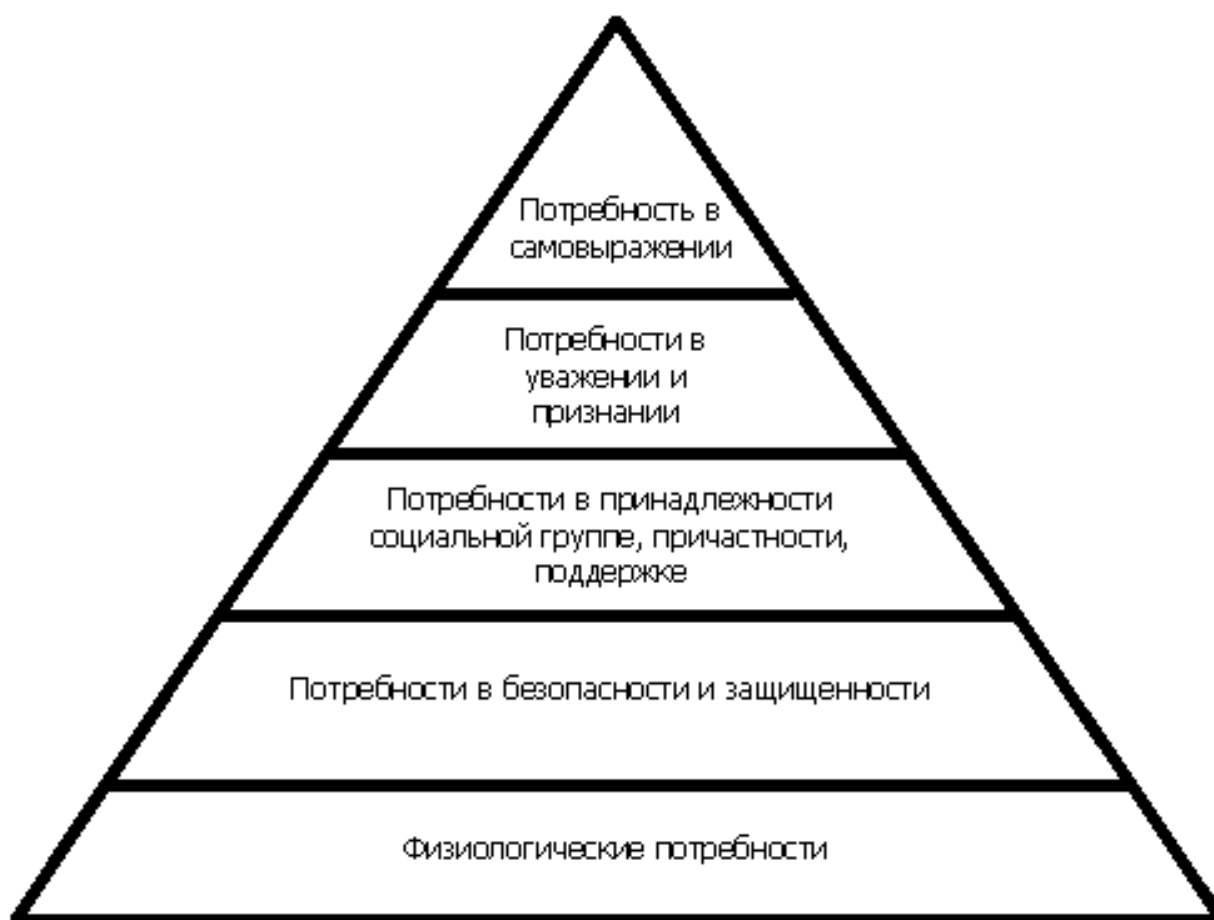 Потребность в
самовыражении
Потребности в
уважении и
признании
Потребности в принадлежности
социальной группе, причастности,
поддержке
Потребности в безопасности и защищенности
Физиологические потребности